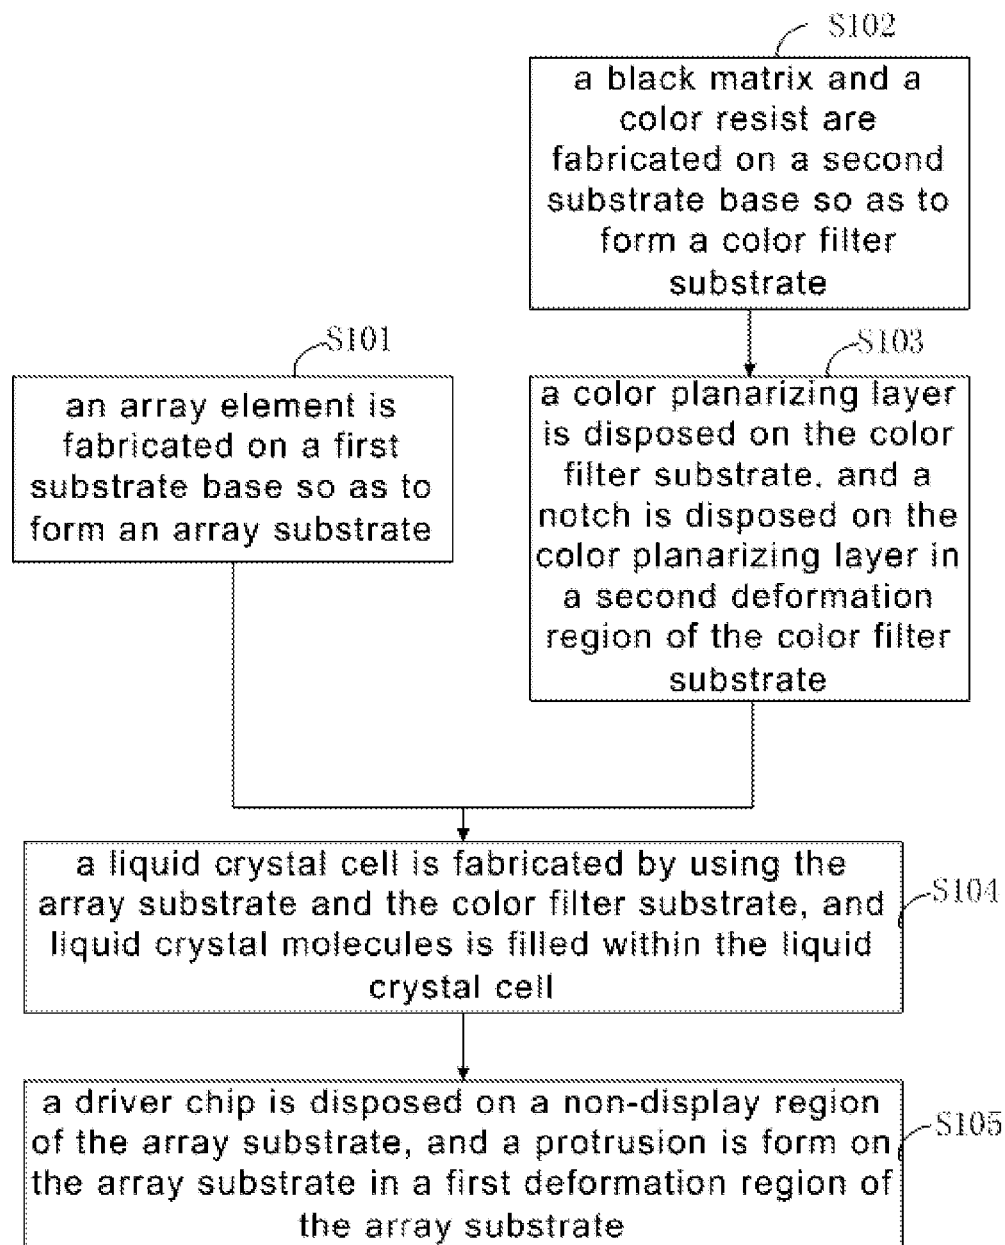 S102
a black matrix and a
color resist are
fabricated on a second
substrate base so as to
form a color filter
substrate
S101
an array element is
fabricated on a first
substrate base so as to
form an array substrate
S103
a color planarizing layer
is disposed on the color
filter substrate, and a
notch is disposed on the
color planarizing layer in
a second deformation
region of the color filter
substrate
a liquid crystal cell is fabricated by using the
array substrate and the color filter substrate, and
liquid crystal molecules is filled within the liquid
crystal cell
S104
a driver chip is disposed on a non-display region
of the array substrate, and a protrusion is form on
the array substrate in a first deformation region of
the array substrate
S105